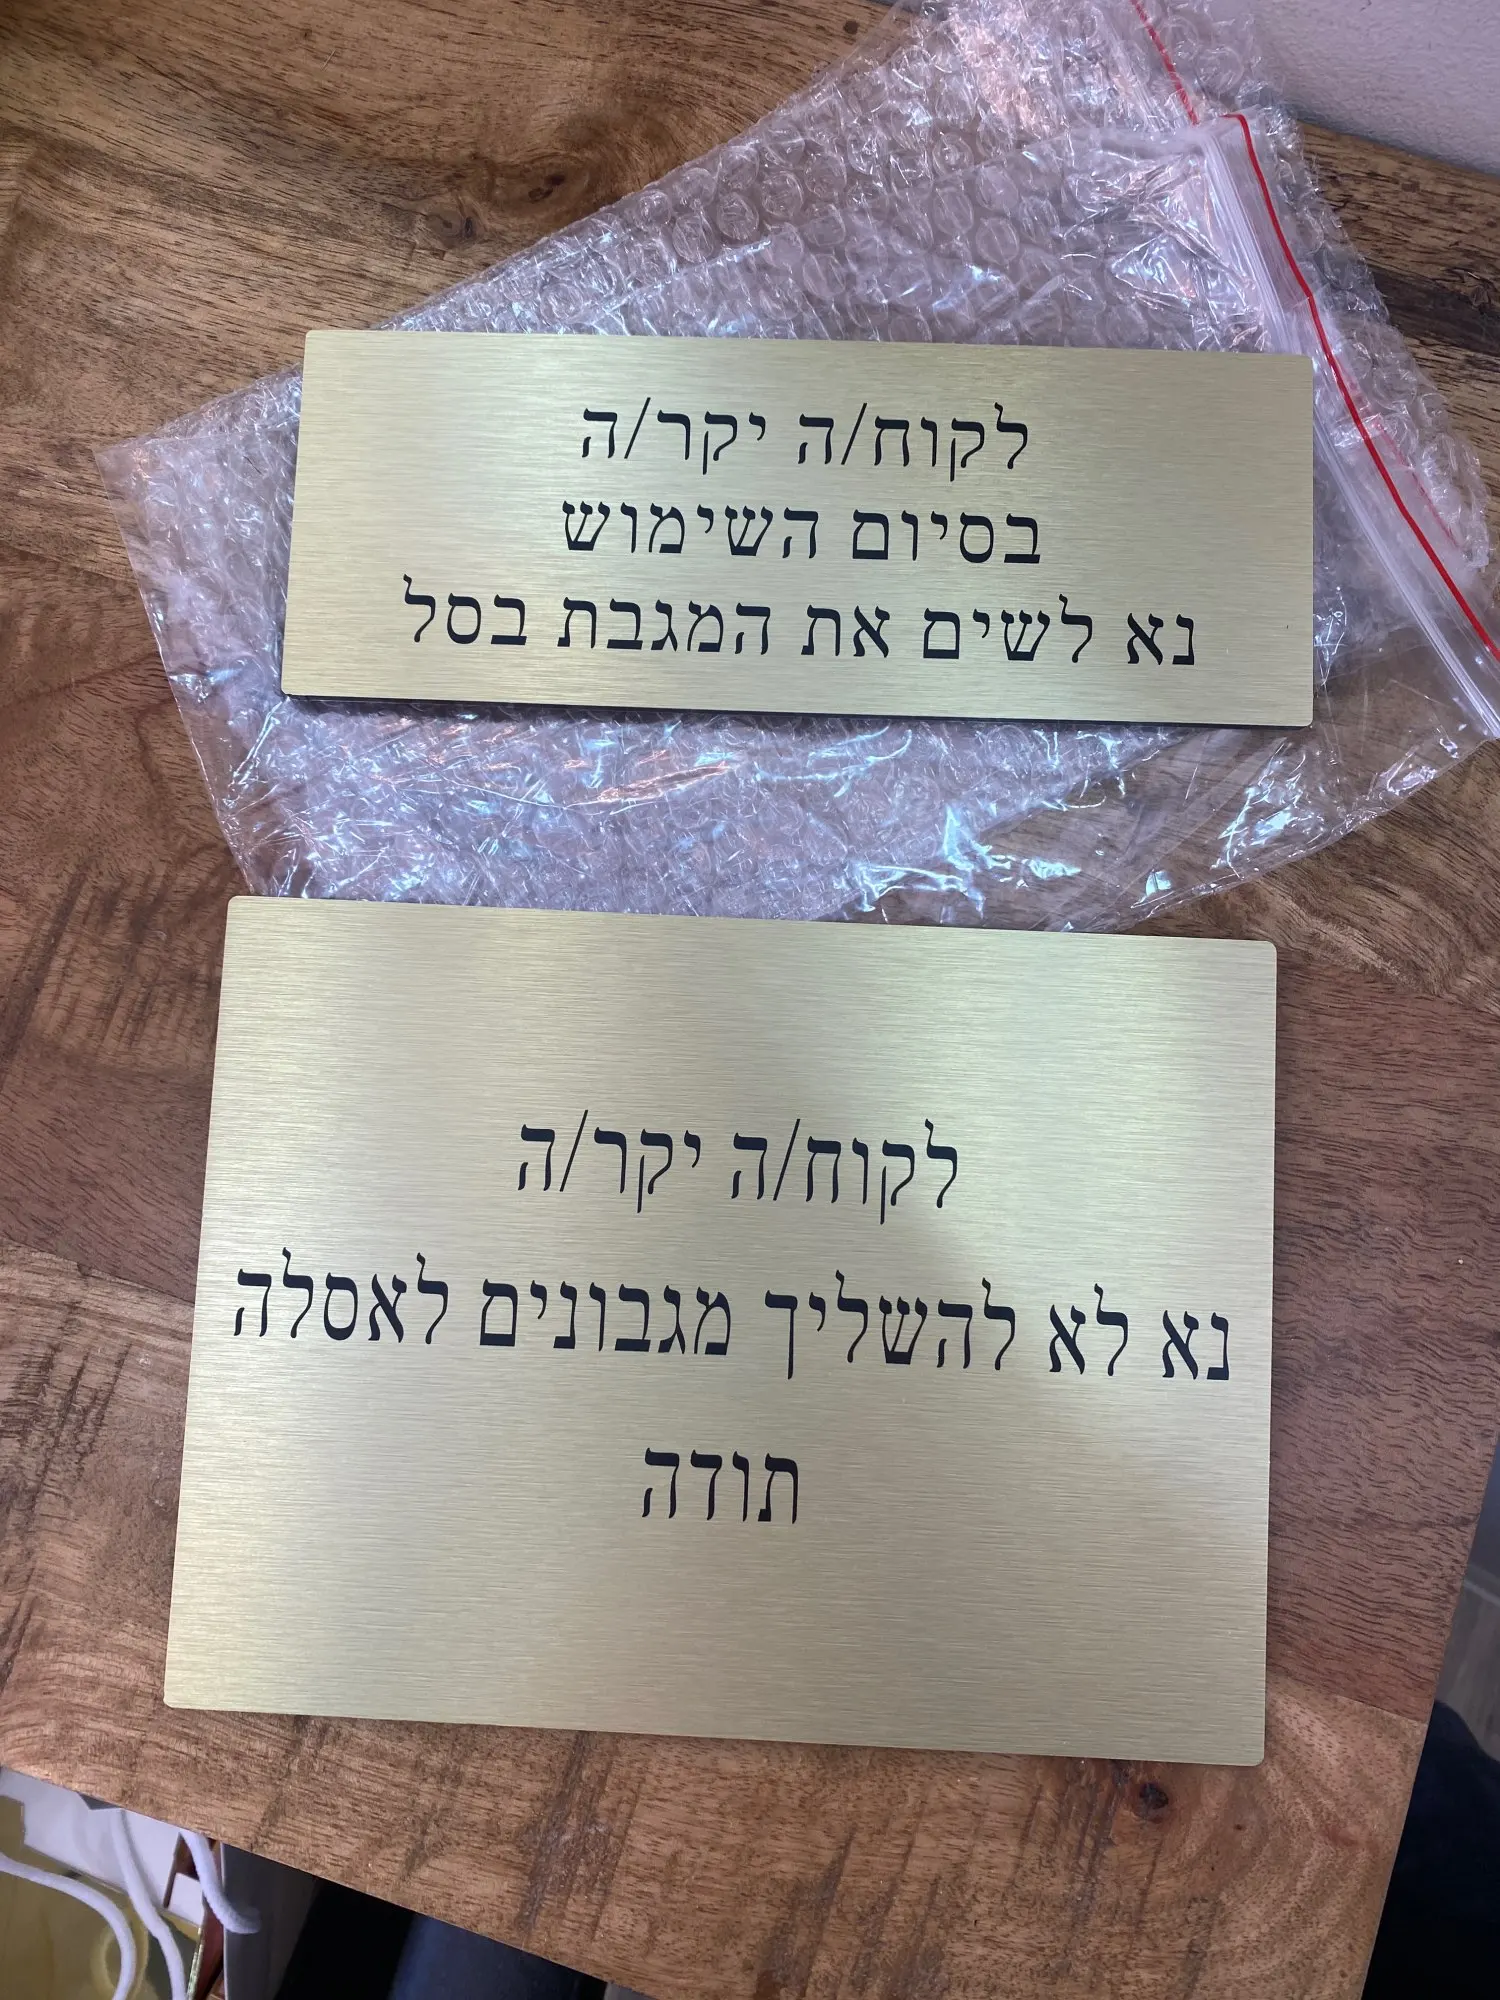 לקוח/ה יקר/ה
בסיום השימוש
נא לשים את המגבת בסל
לקוח/ה יקר/ה
נא לא להשליך מגבונים לאסלה
תודה